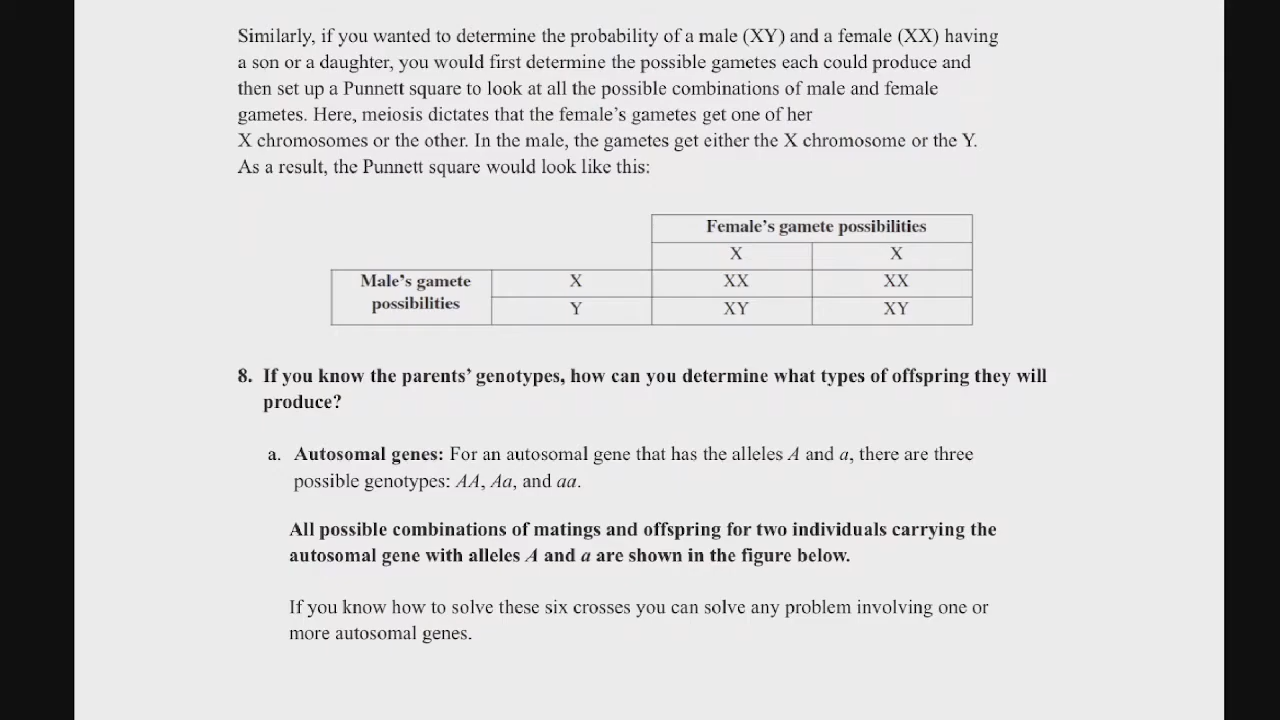 Similarly, if you wanted to determine the probability of a male (XY) and a female (XX) having
a son or a daughter, you would first determine the possible gametes each could produce and
then set up a Punnett square to look at all the possible combinations of male and female
gametes. Here, meiosis dictates that the female's gametes get one of her
X chromosomes or the other. In the male, the gametes get either the X chromosome or the Y.
As a result, the Punnett square would look like this:
Female's gamete possibilities
X X
Male's gamete possibilities X XX XX
Y XY XY
8. If you know the parents' genotypes, how can you determine what types of offspring they will
produce?
a. Autosomal genes: For an autosomal gene that has the alleles A and a, there are three
possible genotypes: AA, Aa, and aa.
All possible combinations of matings and offspring for two individuals carrying the
autosomal gene with alleles A and a are shown in the figure below.
If you know how to solve these six crosses you can solve any problem involving one or
more autosomal genes.